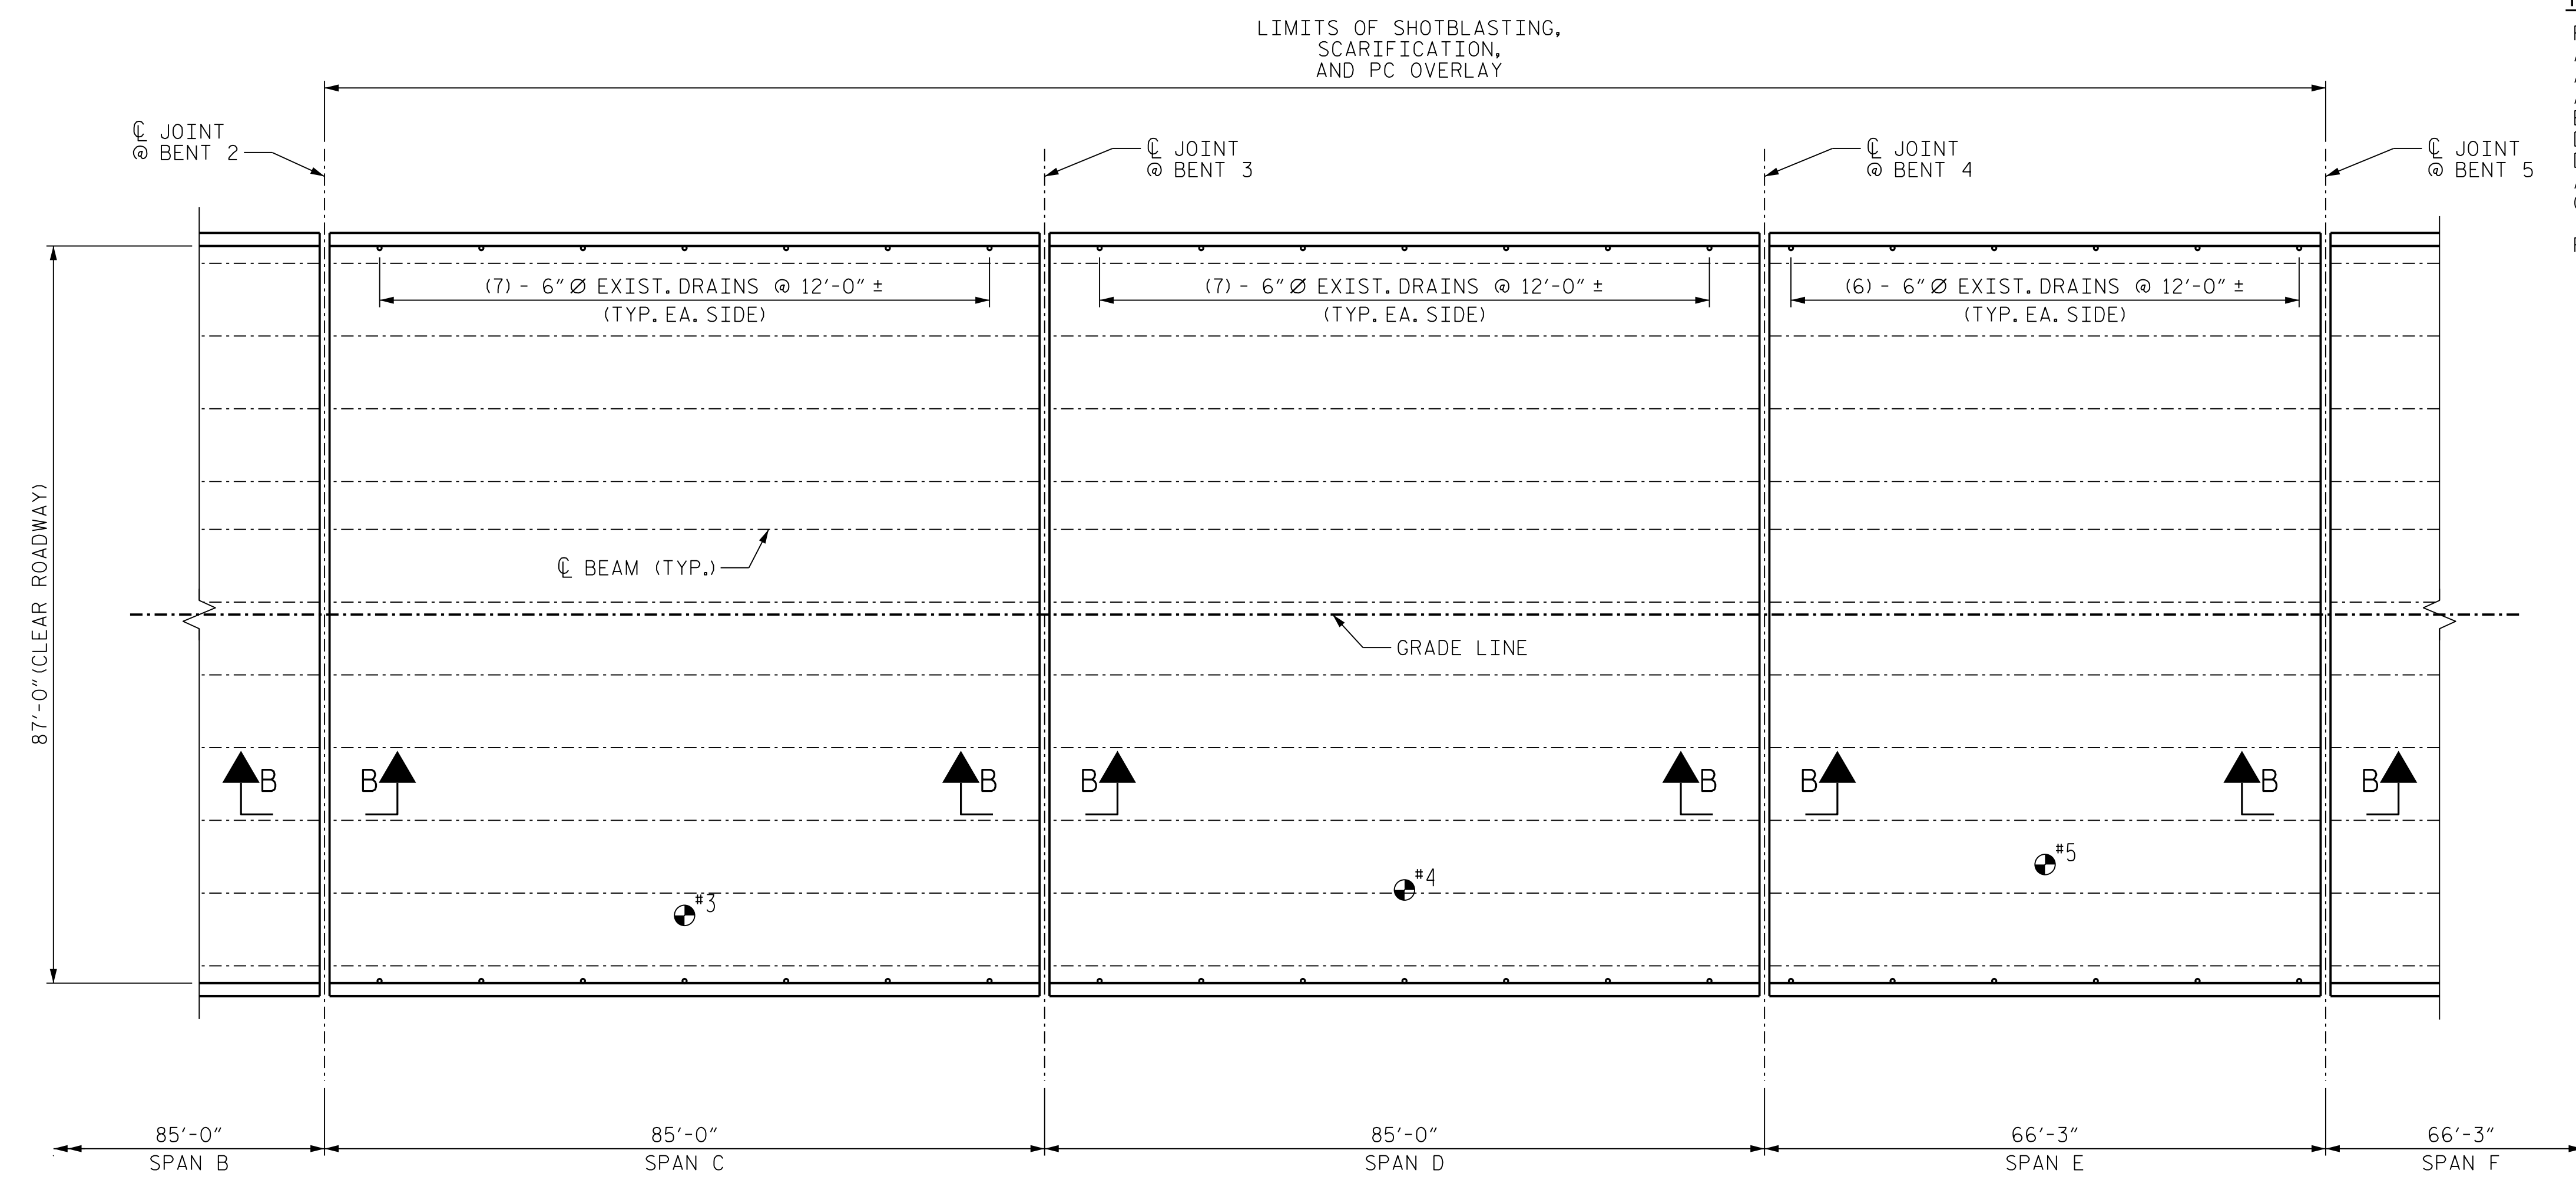 LIMITS OF SHOTBLASTING,
SCARIFICATION,
AND PC OVERLAY
℄ JOINT
@ BENT 2
℄ JOINT
@ BENT 3
℄ JOINT
@ BENT 4
℄ JOINT
@ BENT 5
(7) - 6"Ø EXIST. DRAINS @ 12'-0" ±
(TYP. EA. SIDE)
(7) - 6"Ø EXIST. DRAINS @ 12'-0" ±
(TYP. EA. SIDE)
(6) - 6"Ø EXIST. DRAINS @ 12'-0" ±
(TYP. EA. SIDE)
87'-0" (CLEAR ROADWAY)
℄ BEAM (TYP.)
GRADE LINE
B
B
B
B
B
B
B
B
#3
#4
#5
85'-0"
SPAN B
85'-0"
SPAN C
85'-0"
SPAN D
66'-3"
SPAN E
66'-3"
SPAN F